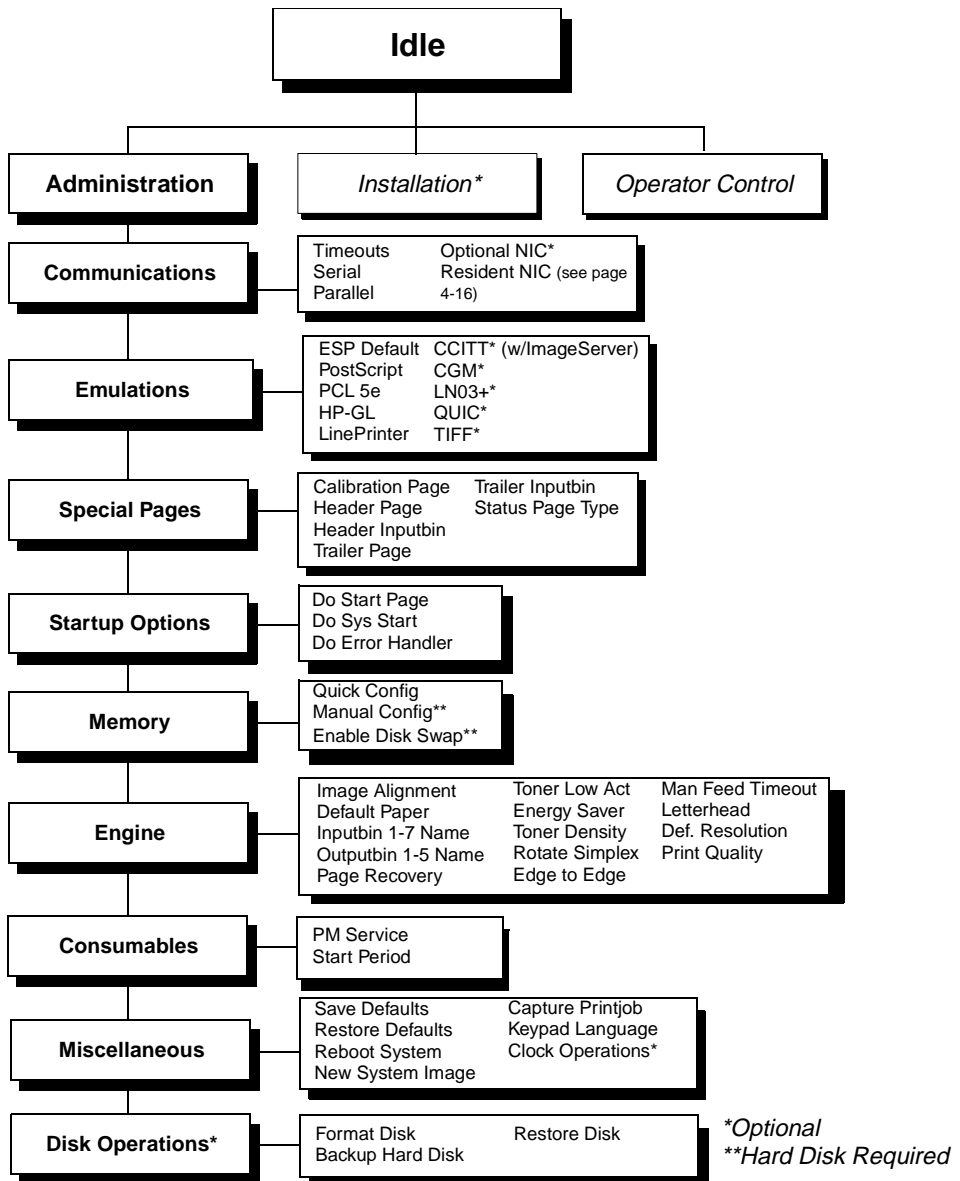 Idle
Administration
Installation*
Operator Control
Communications
Timeouts Optional NIC*
Serial Resident NIC (see page
Parallel 4-16)
Emulations
ESP Default CCITT* (w/ImageServer)
PostScript CGM*
PCL 5e LN03+*
HP-GL QUIC*
LinePrinter TIFF*
Special Pages
Calibration Page Trailer Inputbin
Header Page Status Page Type
Header Inputbin
Trailer Page
Startup Options
Do Start Page
Do Sys Start
Do Error Handler
Memory
Quick Config
Manual Config**
Enable Disk Swap**
Engine
Image Alignment Toner Low Act Man Feed Timeout
Default Paper Energy Saver Letterhead
Inputbin 1-7 Name Toner Density Def. Resolution
Outputbin 1-5 Name Rotate Simplex Print Quality
Page Recovery Edge to Edge
Consumables
PM Service
Start Period
Miscellaneous
Save Defaults Capture Printjob
Restore Defaults Keypad Language
Reboot System Clock Operations*
New System Image
Disk Operations*
Format Disk Restore Disk
Backup Hard Disk
*Optional
**Hard Disk Required